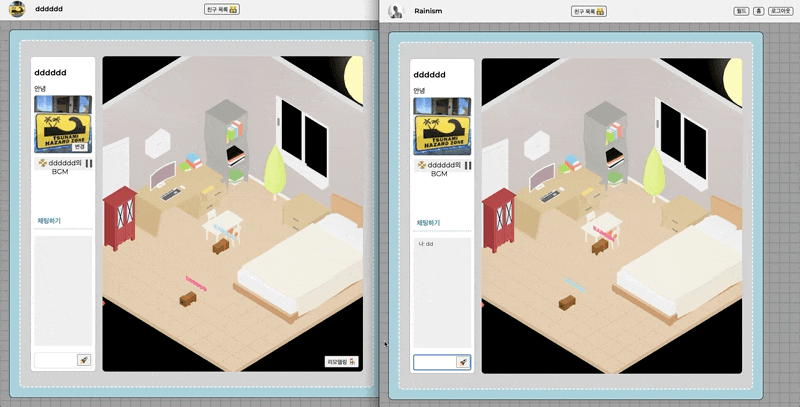 dddddd
친구 목록
dddddd
안녕
TSUNAMI
HAZARD ZONE
변경
dddddd의
BGM
채팅하기
리모델링
Rainism
친구 목록
월드
홈
로그아웃
dddddd
안녕
TSUNAMI
HAZARD ZONE
dddddd의
BGM
채팅하기
나: dd